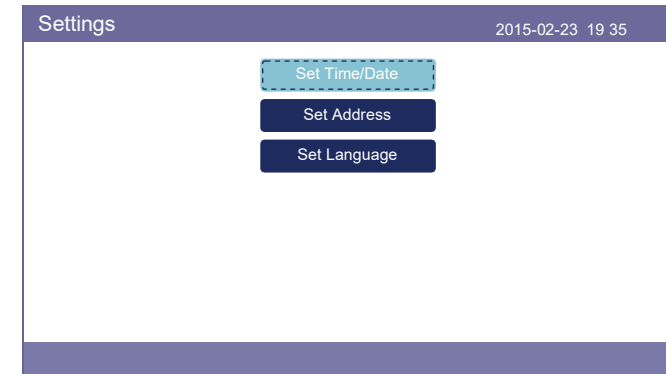 Settings
2015-02-23 19 35
Set Time/Date
Set Address
Set Language